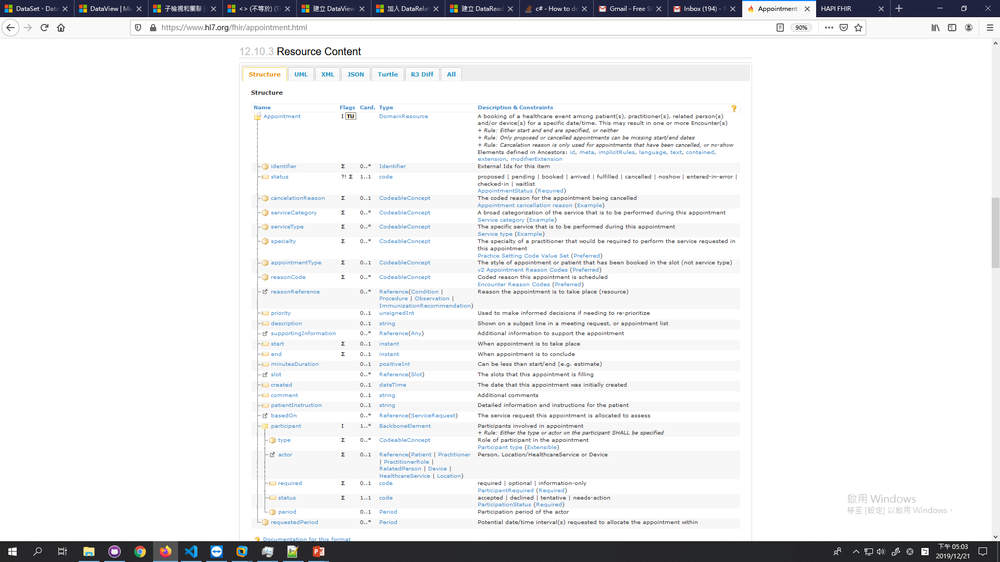 DataSet、Data
DataView | Mic
子檢視和關聯 |
<> (不等於) (Tr
建立 DataView
加入 DataRelat
建立 DataRead
c# - How to de
Gmail - Free St
Inbox (194) - 1
Appointment -
HAPI FHIR
https://www.hl7.org/fhir/appointment.html
90%
12.10.3 Resource Content
Structure UML XML JSON Turtle R3 Diff All
Structure
Name Flags Card. Type Description & Constraints
Appointment I TU DomainResource A booking of a healthcare event among patient(s), practitioner(s), related person(s)
and/or device(s) for a specific date/time. This may result in one or more Encounter(s)
+ Rule: Either start and end are specified, or neither
+ Rule: Only proposed or cancelled appointments can be missing start/end dates
+ Rule: Cancelation reason is only used for appointments that have been cancelled, or no-show
Elements defined in Ancestors: id, meta, implicitRules, language, text, contained,
extension, modifierExtension
identifier Σ 0..* Identifier External Ids for this item
status ?! Σ 1..1 code proposed | pending | booked | arrived | fulfilled | cancelled | noshow | entered-in-error |
checked-in | waitlist
AppointmentStatus (Required)
cancelationReason Σ 0..1 CodeableConcept The coded reason for the appointment being cancelled
Appointment cancellation reason (Example)
serviceCategory Σ 0..* CodeableConcept A broad categorization of the service that is to be performed during this appointment
Service category (Example)
serviceType Σ 0..* CodeableConcept The specific service that is to be performed during this appointment
Service type (Example)
specialty Σ 0..* CodeableConcept The specialty of a practitioner that would be required to perform the service requested in
this appointment
Practice Setting Code Value Set (Preferred)
appointmentType Σ 0..1 CodeableConcept The style of appointment or patient that has been booked in the slot (not service type)
v2 Appointment Reason Codes (Preferred)
reasonCode Σ 0..* CodeableConcept Coded reason this appointment is scheduled
Encounter Reason Codes (Preferred)
reasonReference 0..* Reference(Condition | Reason the appointment is to take place (resource)
Procedure | Observation |
ImmunizationRecommendation)
priority 0..1 unsignedInt Used to make informed decisions if needing to re-prioritize
description 0..1 string Shown on a subject line in a meeting request, or appointment list
supportingInformation 0..* Reference(Any) Additional information to support the appointment
start Σ 0..1 instant When appointment is to take place
end Σ 0..1 instant When appointment is to conclude
minutesDuration 0..1 positiveInt Can be less than start/end (e.g. estimate)
slot 0..* Reference(Slot) The slots that this appointment is filling
created 0..1 dateTime The date that this appointment was initially created
comment 0..1 string Additional comments
patientInstruction 0..1 string Detailed information and instructions for the patient
basedOn 0..* Reference(ServiceRequest) The service request this appointment is allocated to assess
participant I 1..* BackboneElement Participants involved in appointment
+ Rule: Either the type or actor on the participant SHALL be specified
type Σ 0..* CodeableConcept Role of participant in the appointment
Participant type (Extensible)
actor Σ 0..1 Reference(Patient | Practitioner Person, Location/HealthcareService or Device
| PractitionerRole |
RelatedPerson | Device |
HealthcareService | Location)
required Σ 0..1 code required | optional | information-only
ParticipantRequired (Required)
status Σ 1..1 code accepted | declined | tentative | needs-action
ParticipationStatus (Required)
period 0..1 Period Participation period of the actor
requestedPeriod 0..* Period Potential date/time interval(s) requested to allocate the appointment within
Documentation for this format
啟用 Windows
移至 [設定] 以啟用 Windows。
下午 05:03
2019/12/21